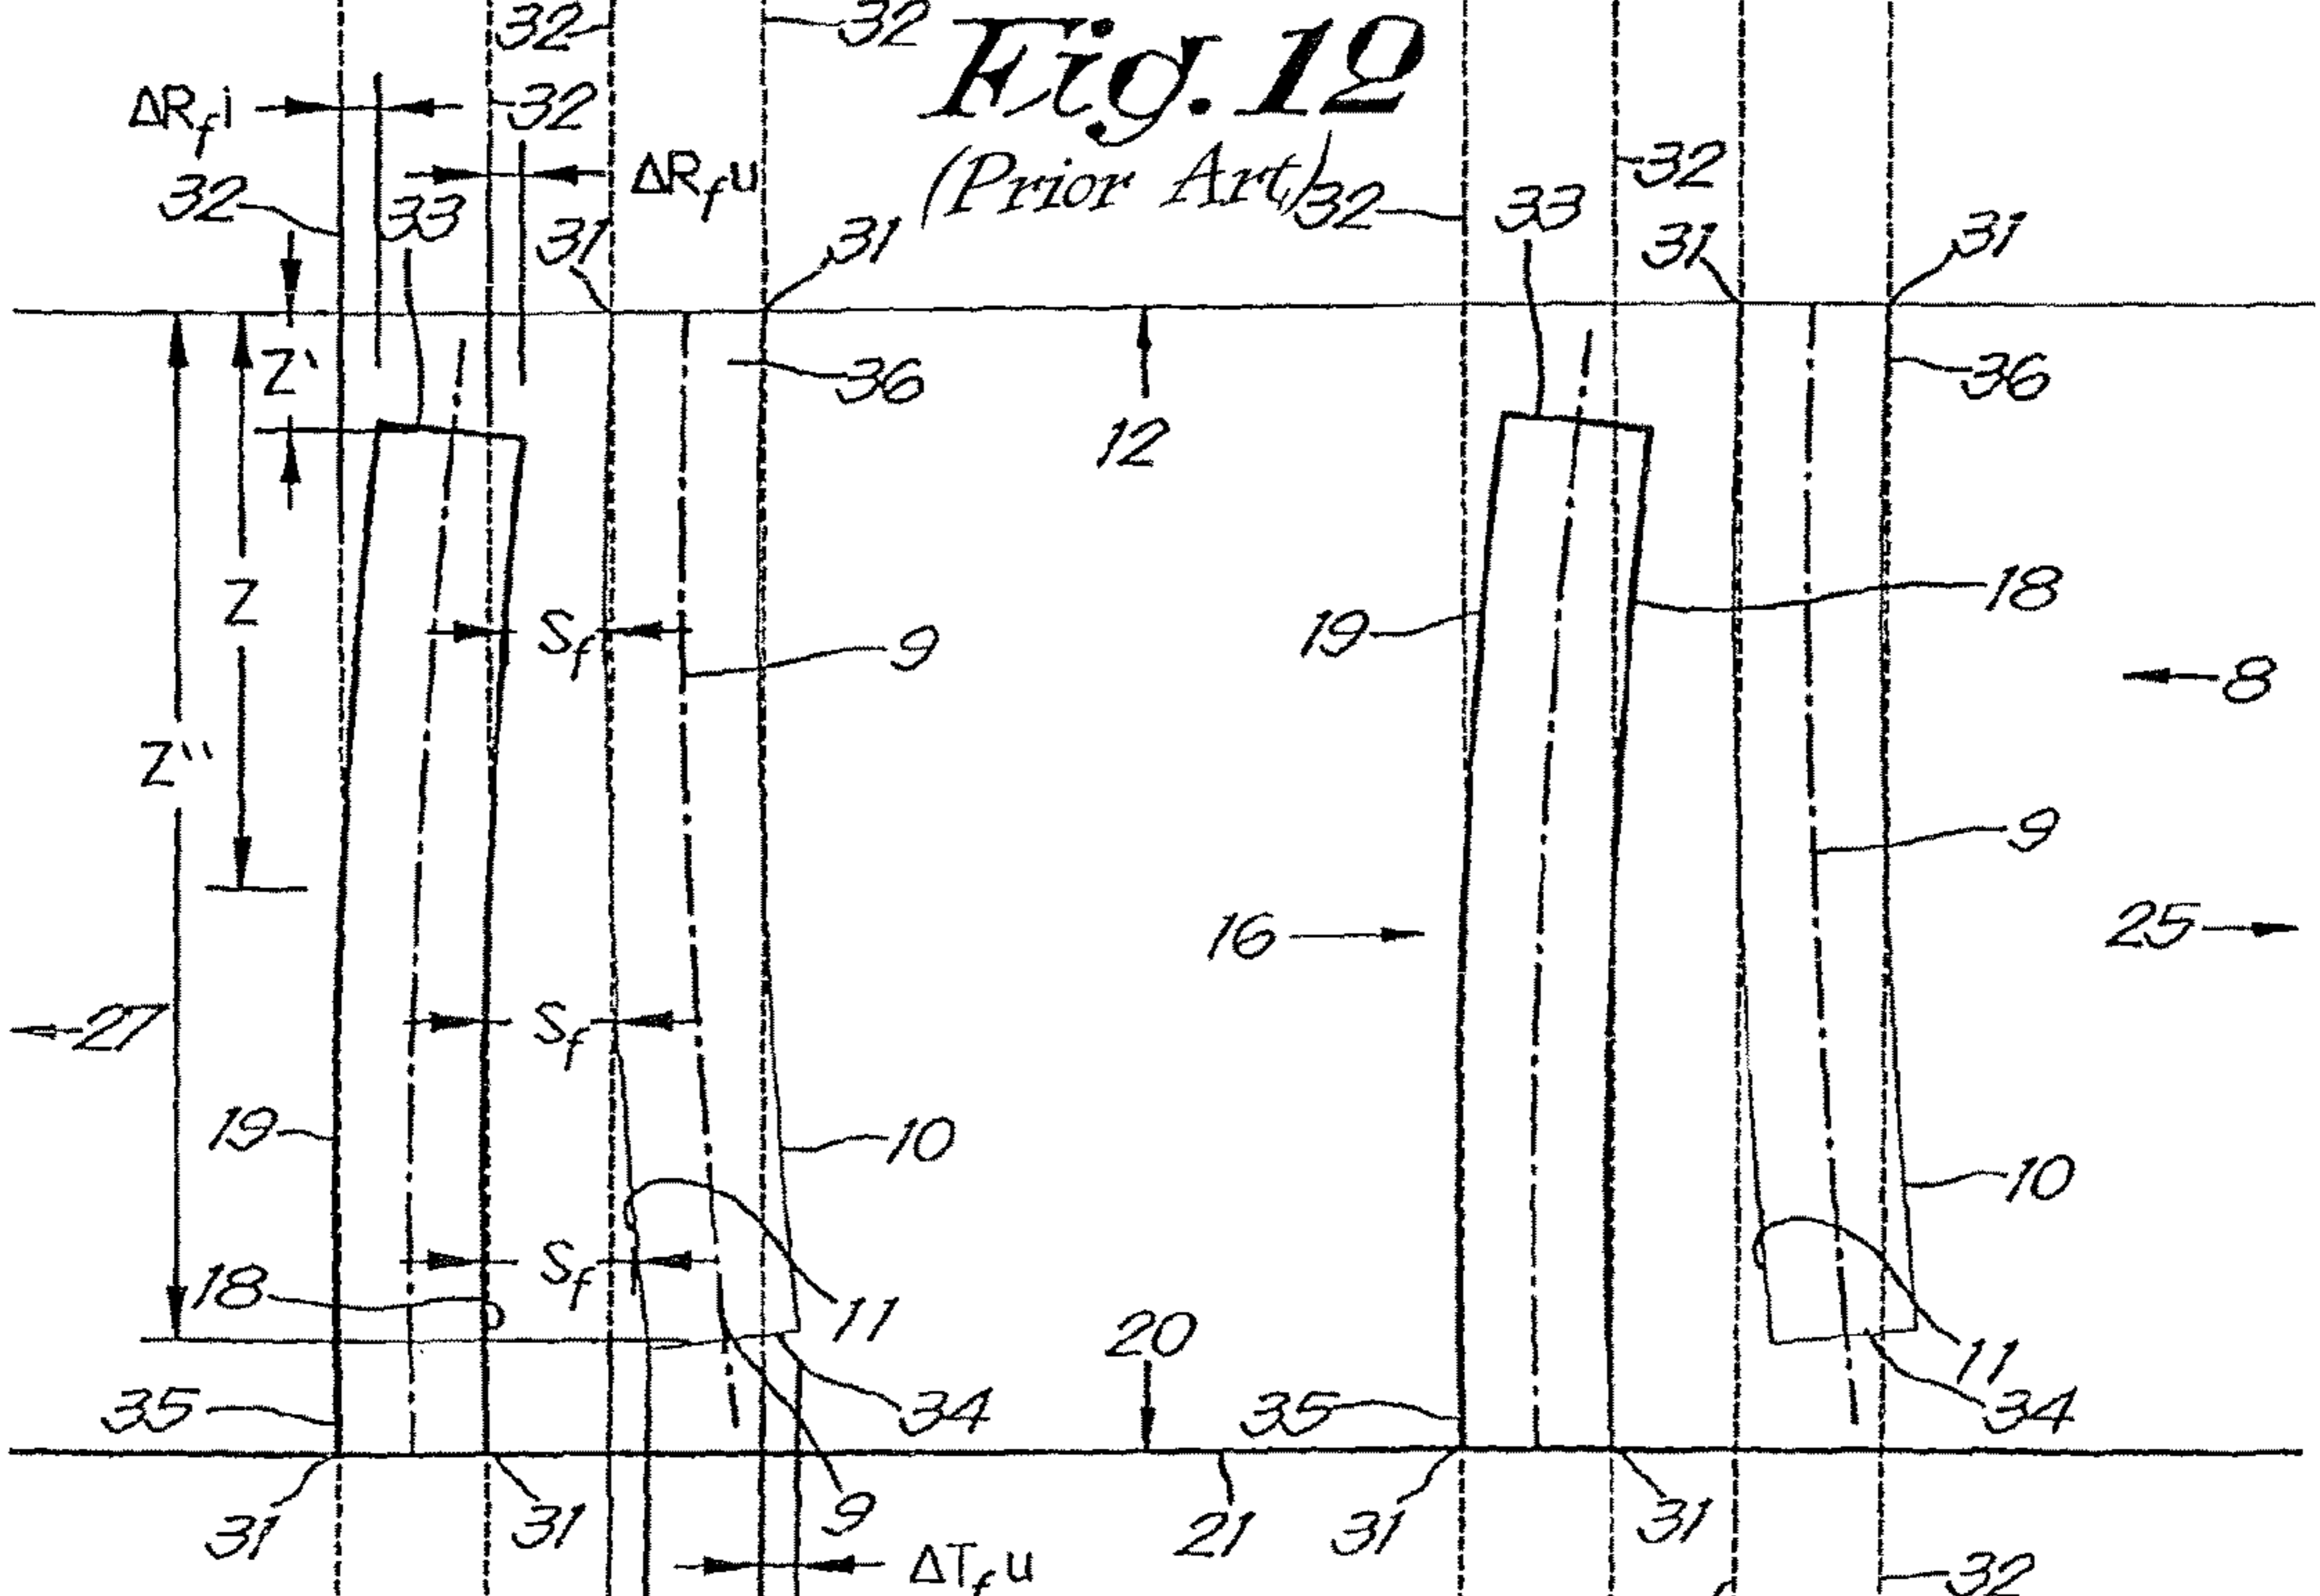 32 32
Fig. 12
ΔRfi 32
(Prior Art)
ΔRfu
32 33 31 31 32 33 32 31 31
Z'
36 36
12
Z
Sf 9 19 18
8
Z''
9
16 25
27 Sf
19 10 10
18 Sf 11 20 11
35 34 35 34
31 31 9 21 31 31
ΔTfu 32